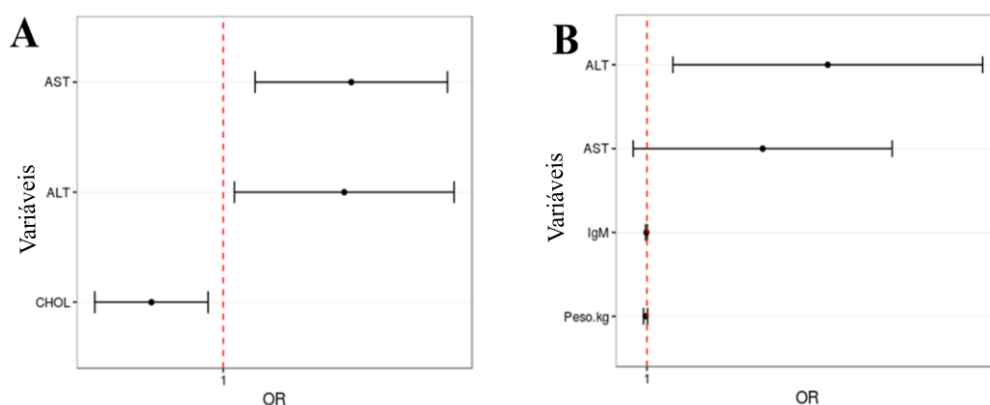 A
AST
ALT
CHOL
Variáveis
1
OR
B
ALT
AST
IgM
Peso.kg
Variáveis
1
OR